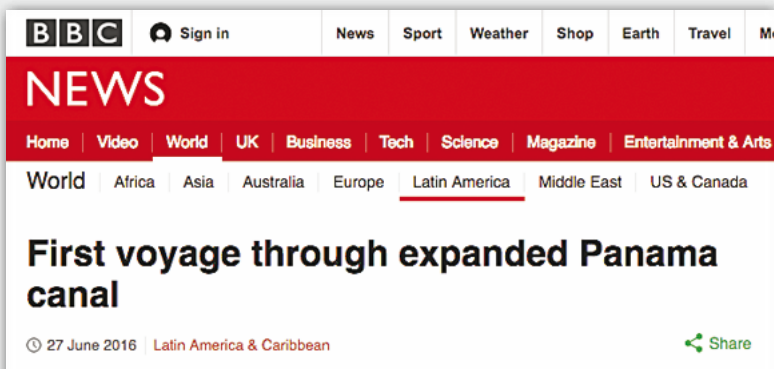 BBC Sign in News Sport Weather Shop Earth Travel
NEWS
Home Video World UK Business Tech Science Magazine Entertainment & Arts
World Africa Asia Australia Europe Latin America Middle East US & Canada
First voyage through expanded Panama
canal
27 June 2016 Latin America & Caribbean Share